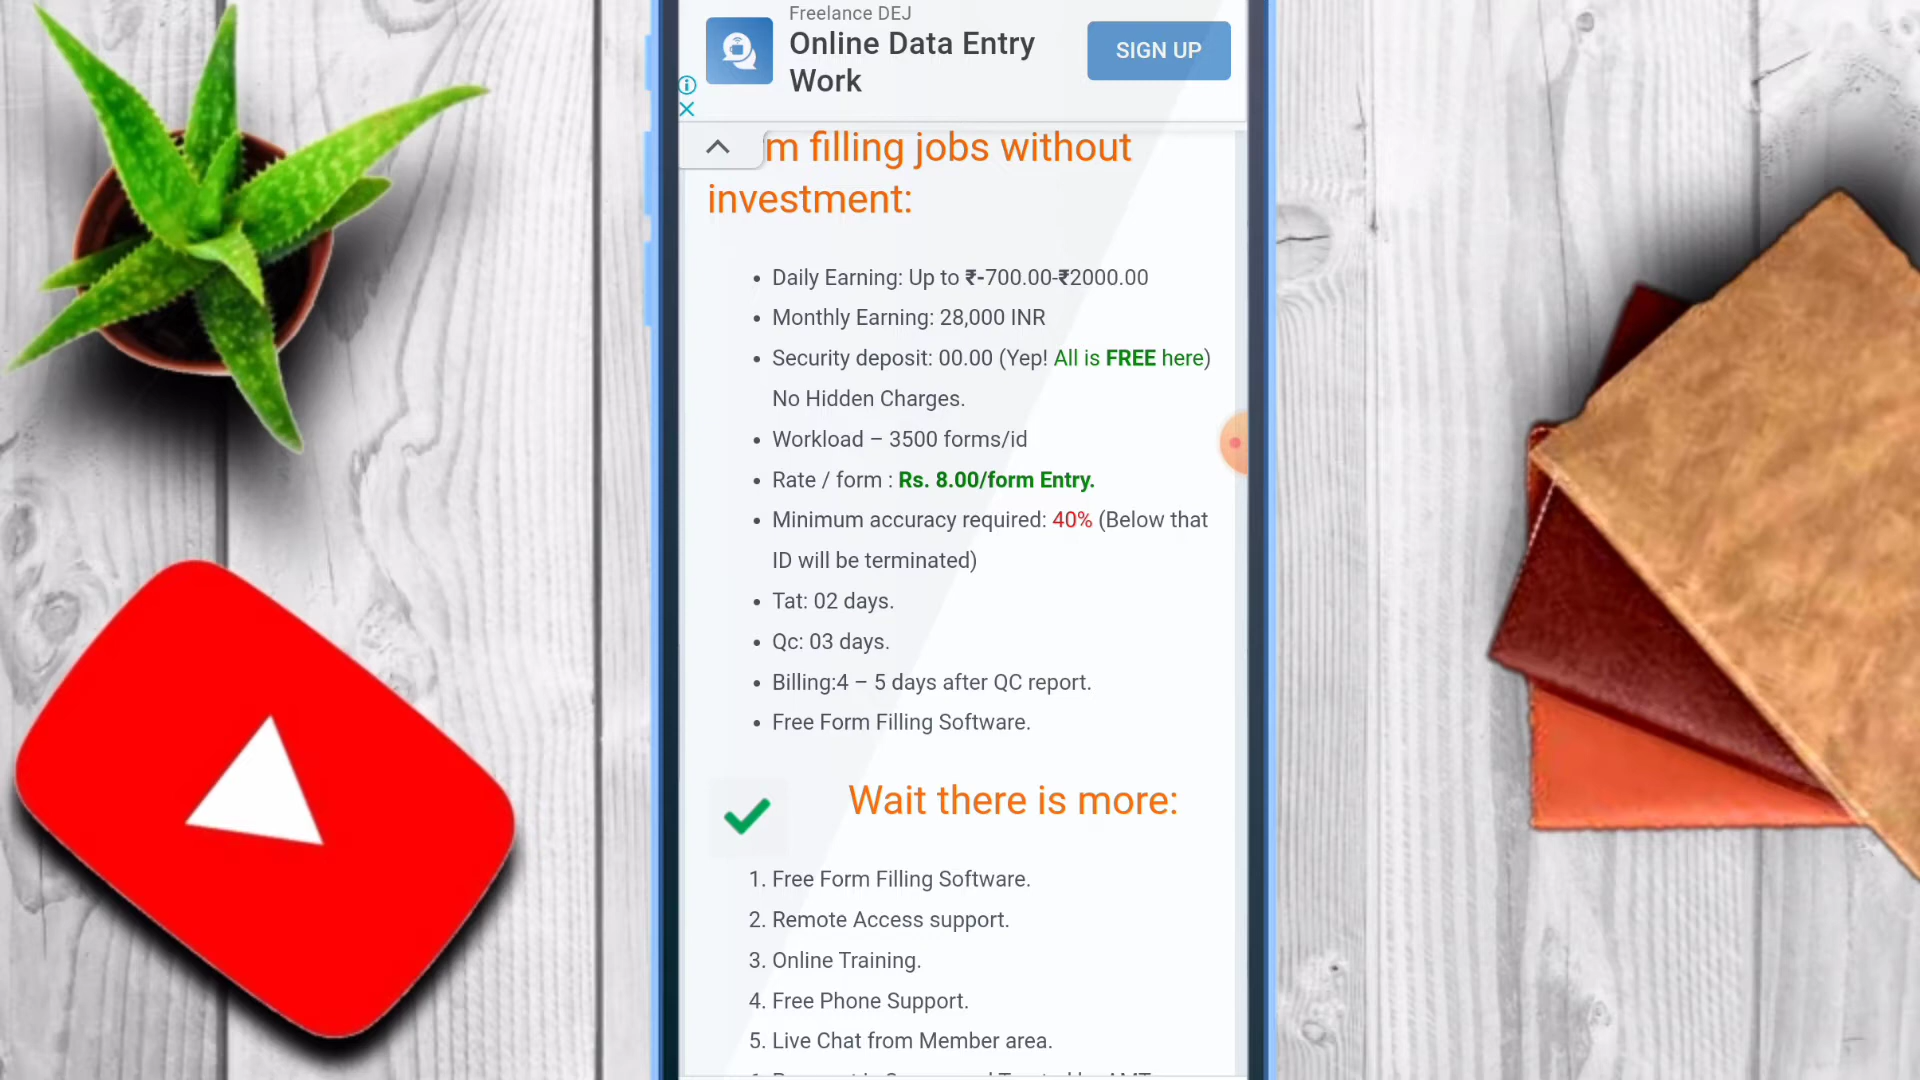 Freelance DEJ
Online Data Entry
Work
SIGN UP
m filling jobs without
investment:
• Daily Earning: Up to ₹-700.00-₹2000.00
• Monthly Earning: 28,000 INR
• Security deposit: 00.00 (Yep! All is FREE here)
No Hidden Charges.
• Workload – 3500 forms/id
• Rate / form : Rs. 8.00/form Entry.
• Minimum accuracy required: 40% (Below that
ID will be terminated)
• Tat: 02 days.
• Qc: 03 days.
• Billing:4 – 5 days after QC report.
• Free Form Filling Software.
Wait there is more:
1. Free Form Filling Software.
2. Remote Access support.
3. Online Training.
4. Free Phone Support.
5. Live Chat from Member area.